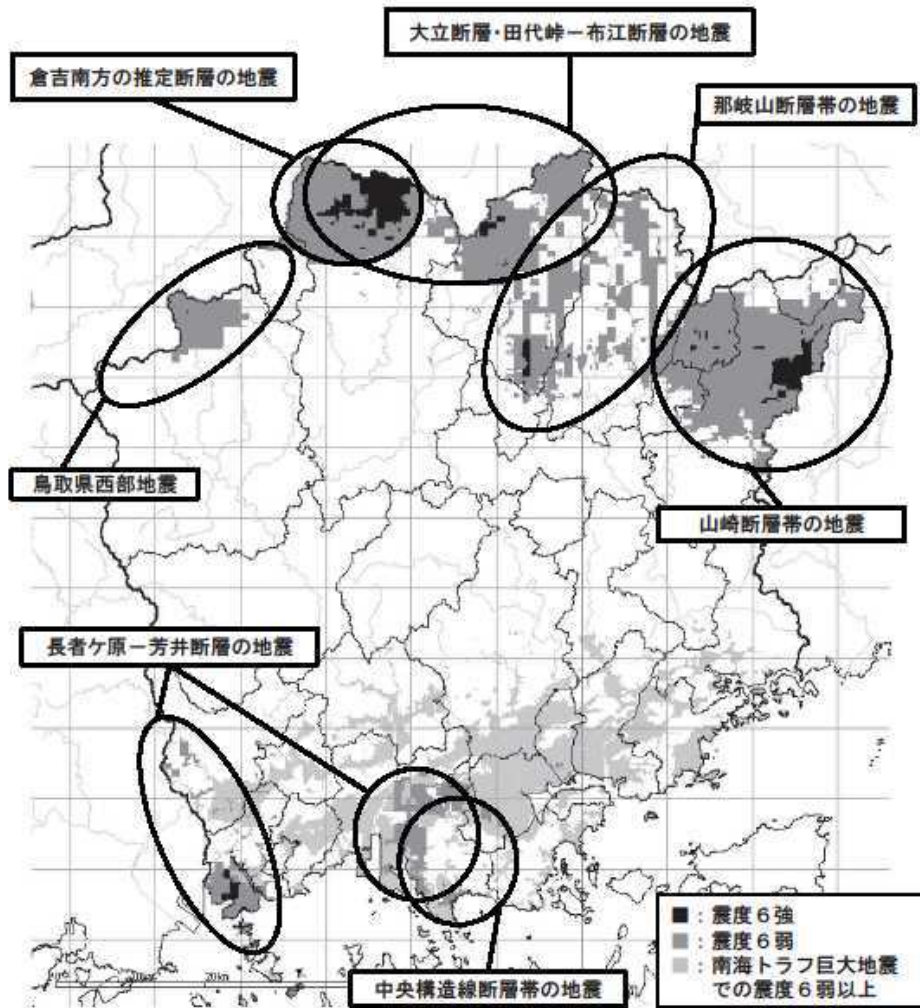 大立断層・田代峠－布江断層の地震
倉吉南方の推定断層の地震
那岐山断層帯の地震
鳥取県西部地震
山崎断層帯の地震
長者ケ原－芳井断層の地震
■：震度６強
■：震度６弱
■：南海トラフ巨大地震
での震度６弱以上
中央構造線断層帯の地震